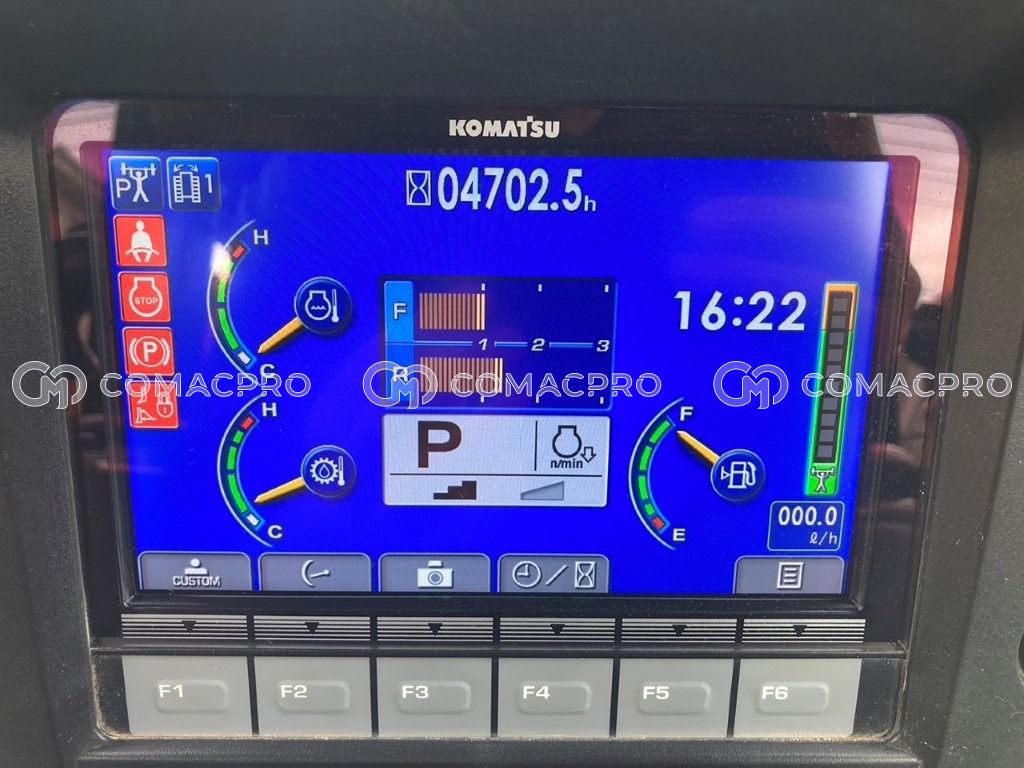 KOMATSU
P
1
04702.5h
H
STOP
F
16:22
P
1 2 3
C
R
COMACPRO COMACPRO COMACPRO
H
F
P
n/min
C
E
000.0
ℓ/h
CUSTOM
F1 F2 F3 F4 F5 F6